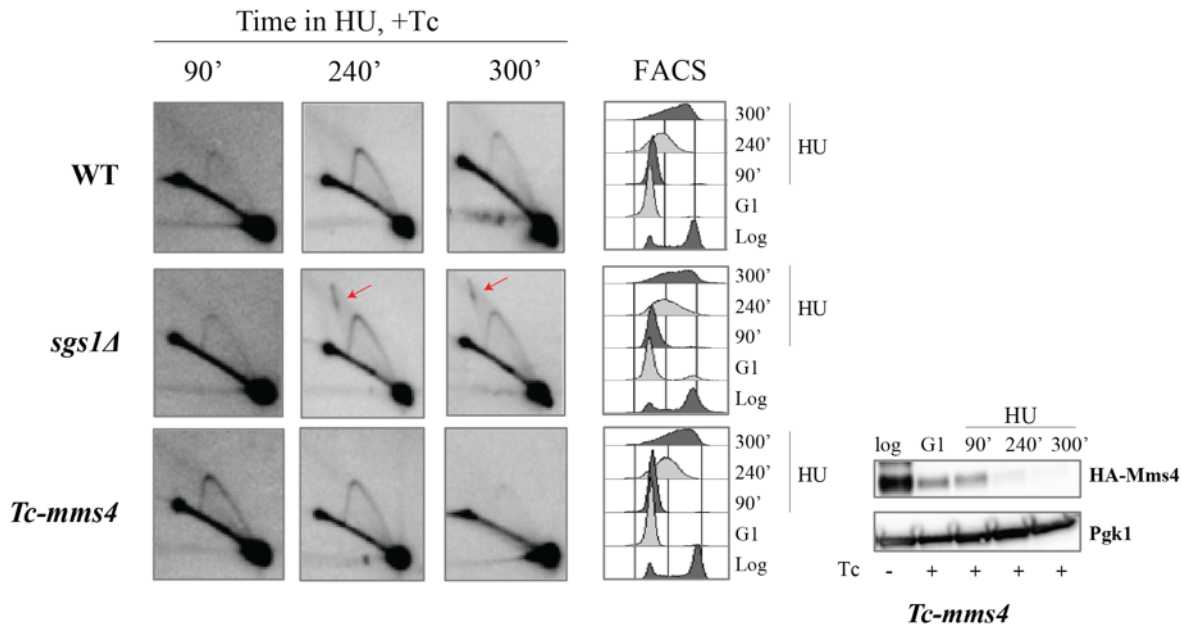 Time in HU, +Tc
90’ 240’ 300’ FACS
WT
300’
240’
90’
HU
G1
Log
sgs1Δ
300’
240’
90’
HU
G1
Log
Tc-mms4
300’
240’
90’
HU
G1
Log
HU
log G1 90’ 240’ 300’
HA-Mms4
Pgk1
Tc - + + + +
Tc-mms4